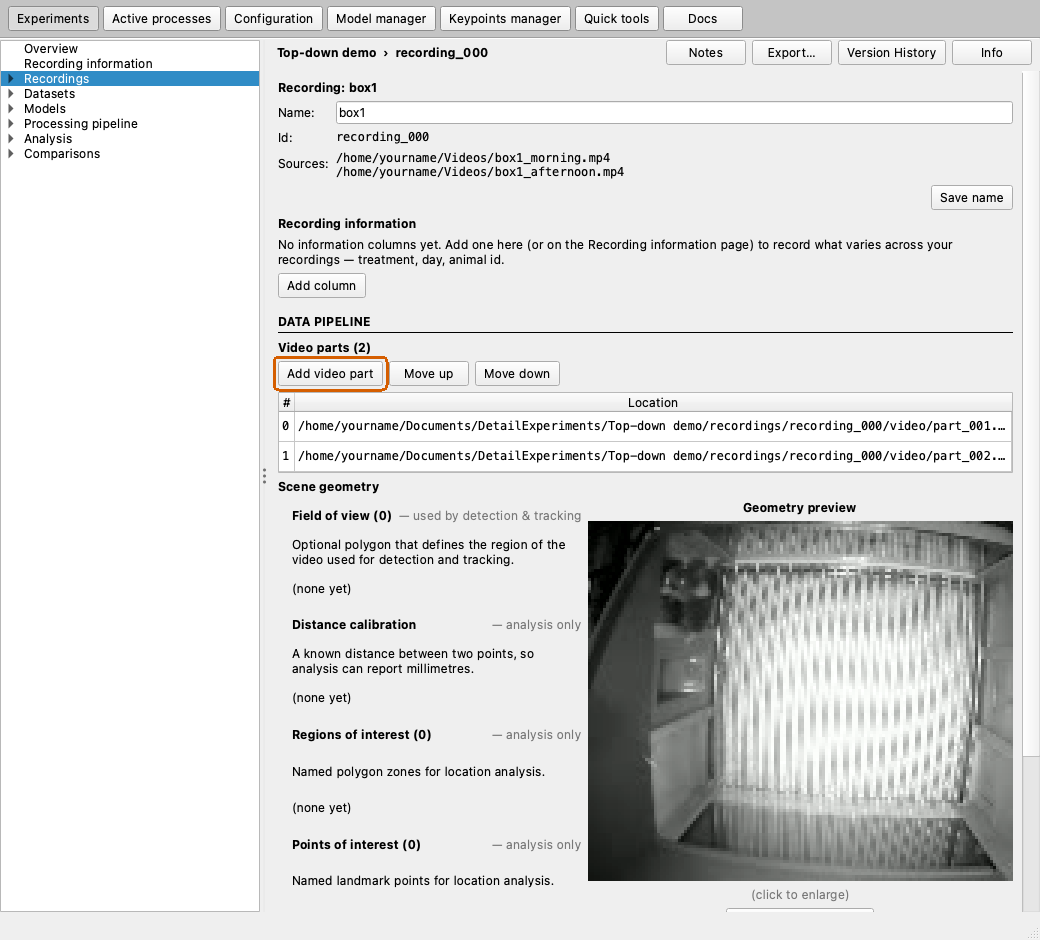 Experiments
Active processes
Configuration
Model manager
Keypoints manager
Quick tools
Docs
Overview
Recording information
Recordings
Datasets
Models
Processing pipeline
Analysis
Comparisons
Top-down demo › recording_000
Notes
Export...
Version History
Info
Recording: box1
Name: box1
Id: recording_000
Sources: /home/yourname/Videos/box1_morning.mp4
/home/yourname/Videos/box1_afternoon.mp4
Save name
Recording information
No information columns yet. Add one here (or on the Recording information page) to record what varies across your
recordings — treatment, day, animal id.
Add column
DATA PIPELINE
Video parts (2)
Add video part
Move up
Move down
# Location
0 /home/yourname/Documents/DetailExperiments/Top-down demo/recordings/recording_000/video/part_001.…
1 /home/yourname/Documents/DetailExperiments/Top-down demo/recordings/recording_000/video/part_002.…
Scene geometry
Field of view (0) — used by detection & tracking
Optional polygon that defines the region of the
video used for detection and tracking.
(none yet)
Distance calibration — analysis only
A known distance between two points, so
analysis can report millimetres.
(none yet)
Regions of interest (0) — analysis only
Named polygon zones for location analysis.
(none yet)
Points of interest (0) — analysis only
Named landmark points for location analysis.
Geometry preview
(click to enlarge)